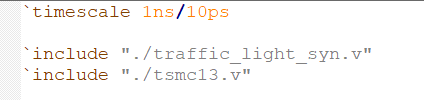 `timescale 1ns/10ps
`include "./traffic_light_syn.v"
`include "./tsmc13.v"